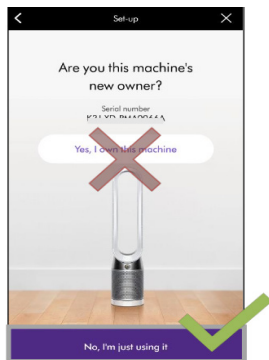 Set-up
Are you this machine's
new owner?
Serial number
Yes, I own this machine
No, I'm just using it